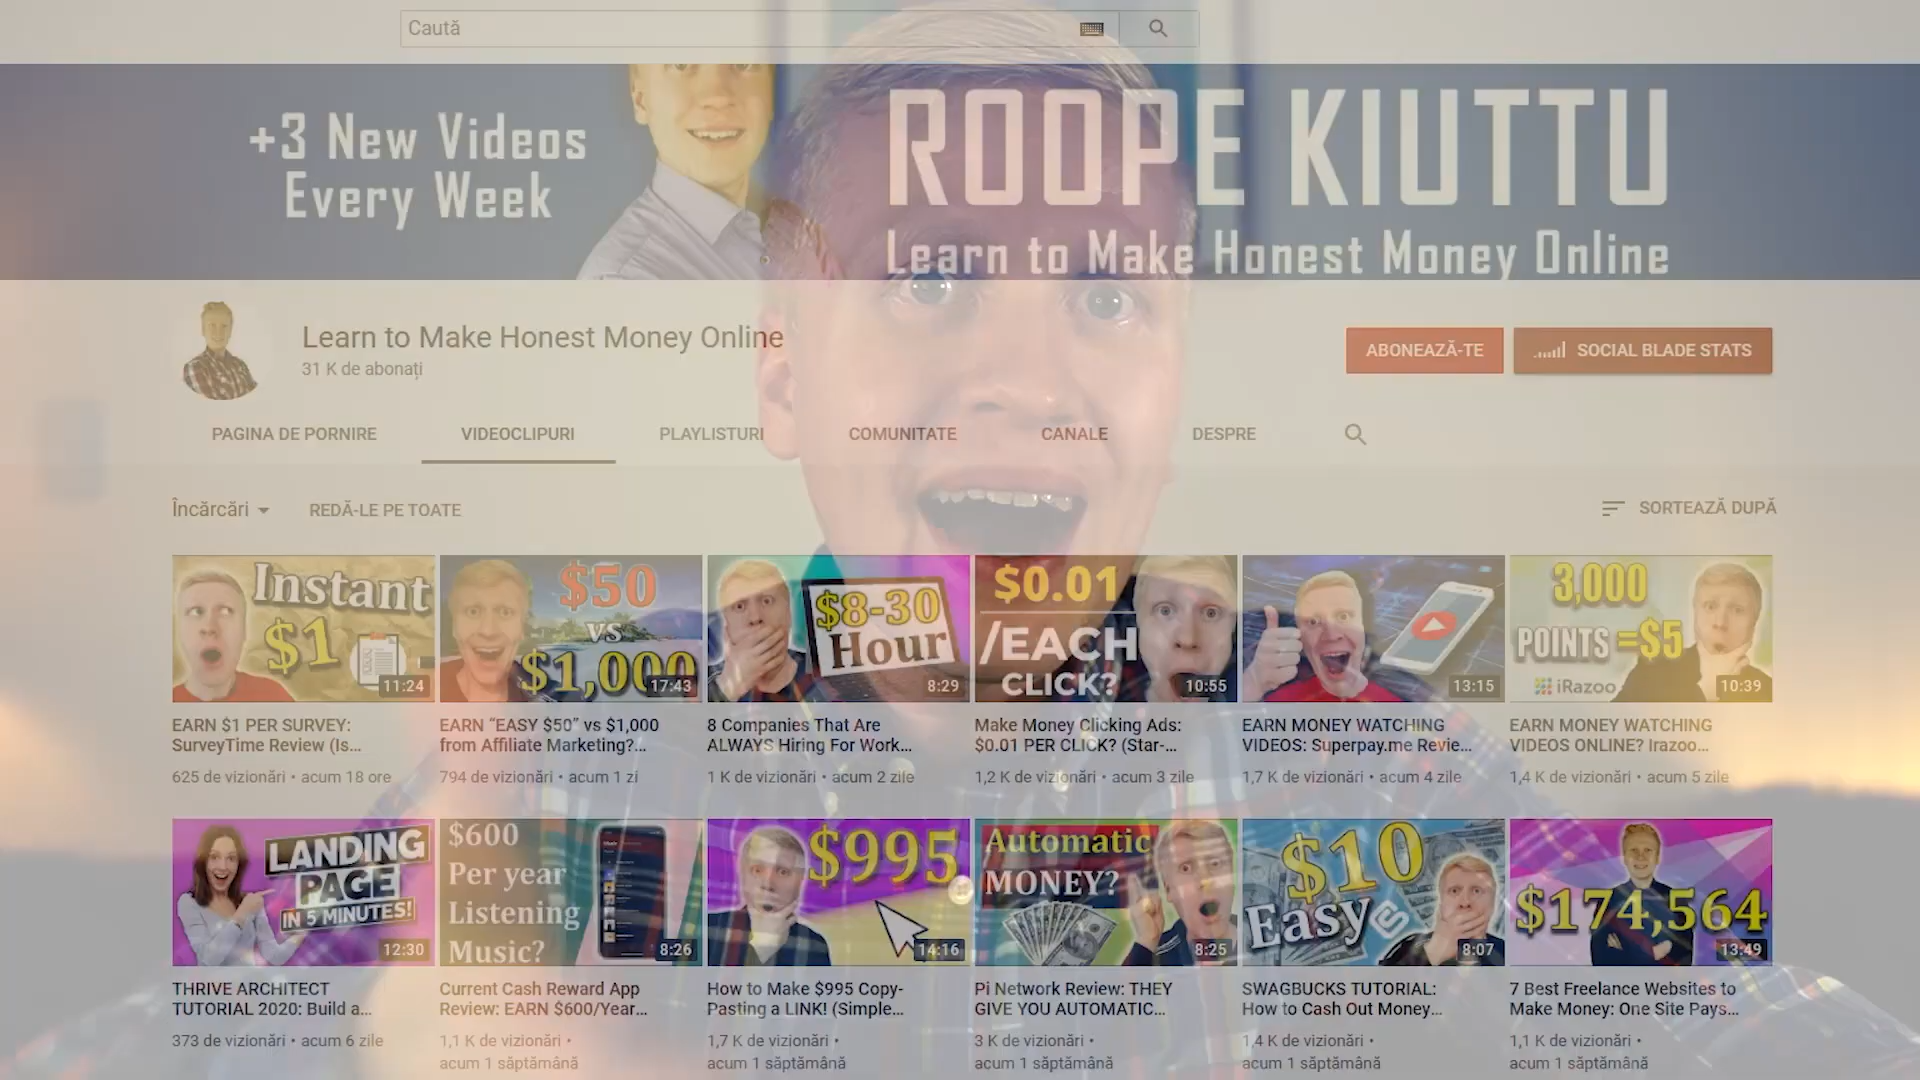 Caută
+3 New Videos
Every Week
ROOPE KIUTTU
Learn to Make Honest Money Online
Learn to Make Honest Money Online
31 K de abonați
ABONEAZĂ-TE
SOCIAL BLADE STATS
PAGINA DE PORNIRE
VIDEOCLIPURI
PLAYLISTURI
COMUNITATE
CANALE
DESPRE
Încărcări
REDĂ-LE PE TOATE
SORTEAZĂ DUPĂ
Instant
$1
11:24
$50
vs
$1,000
17:43
$8-30
Hour
8:29
$0.01
/EACH
CLICK?
10:55
13:15
3,000
POINTS =$5
iRazoo
10:39
EARN $1 PER SURVEY:
SurveyTime Review (Is...
625 de vizionări • acum 18 ore
EARN “EASY $50” vs $1,000
from Affiliate Marketing?...
794 de vizionări • acum 1 zi
8 Companies That Are
ALWAYS Hiring For Work...
1 K de vizionări • acum 2 zile
Make Money Clicking Ads:
$0.01 PER CLICK? (Star-...
1,2 K de vizionări • acum 3 zile
EARN MONEY WATCHING
VIDEOS: Superpay.me Revie...
1,7 K de vizionări • acum 4 zile
EARN MONEY WATCHING
VIDEOS ONLINE? Irazoo...
1,4 K de vizionări • acum 5 zile
LANDING
PAGE
IN 5 MINUTES!
12:30
$600
Per year
Listening
Music?
8:26
$995
14:16
Automatic
MONEY?
8:25
$10
Easy
8:07
$174,564
13:49
THRIVE ARCHITECT
TUTORIAL 2020: Build a...
373 de vizionări • acum 6 zile
Current Cash Reward App
Review: EARN $600/Year...
1,1 K de vizionări •
acum 1 săptămână
How to Make $995 Copy-
Pasting a LINK! (Simple...
1,7 K de vizionări •
acum 1 săptămână
Pi Network Review: THEY
GIVE YOU AUTOMATIC...
3 K de vizionări •
acum 1 săptămână
SWAGBUCKS TUTORIAL:
How to Cash Out Money...
1,4 K de vizionări •
acum 1 săptămână
7 Best Freelance Websites to
Make Money: One Site Pays...
1,1 K de vizionări •
acum 1 săptămână